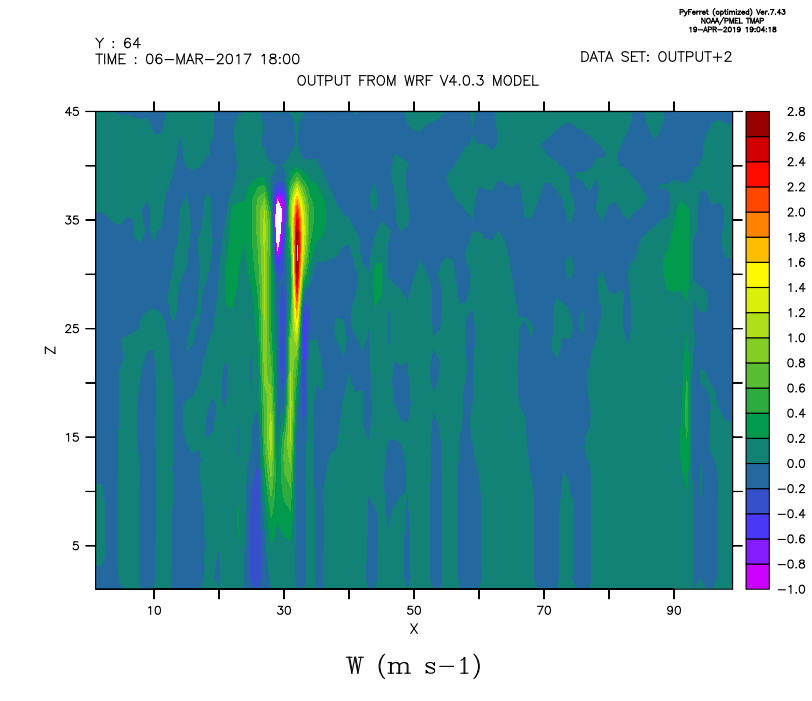 PyFerret (optimized) Ver.7.43
NOAA/PMEL TMAP
19-APR-2019 19:04:18
Y : 64
TIME : 06-MAR-2017 18:00
DATA SET: OUTPUT+2
OUTPUT FROM WRF V4.0.3 MODEL
45
35
25
15
5
Z
10 30 50 70 90
X
W (m s-1)
2.8
2.6
2.4
2.2
2.0
1.8
1.6
1.4
1.2
1.0
0.8
0.6
0.4
0.2
0.0
-0.2
-0.4
-0.6
-0.8
-1.0